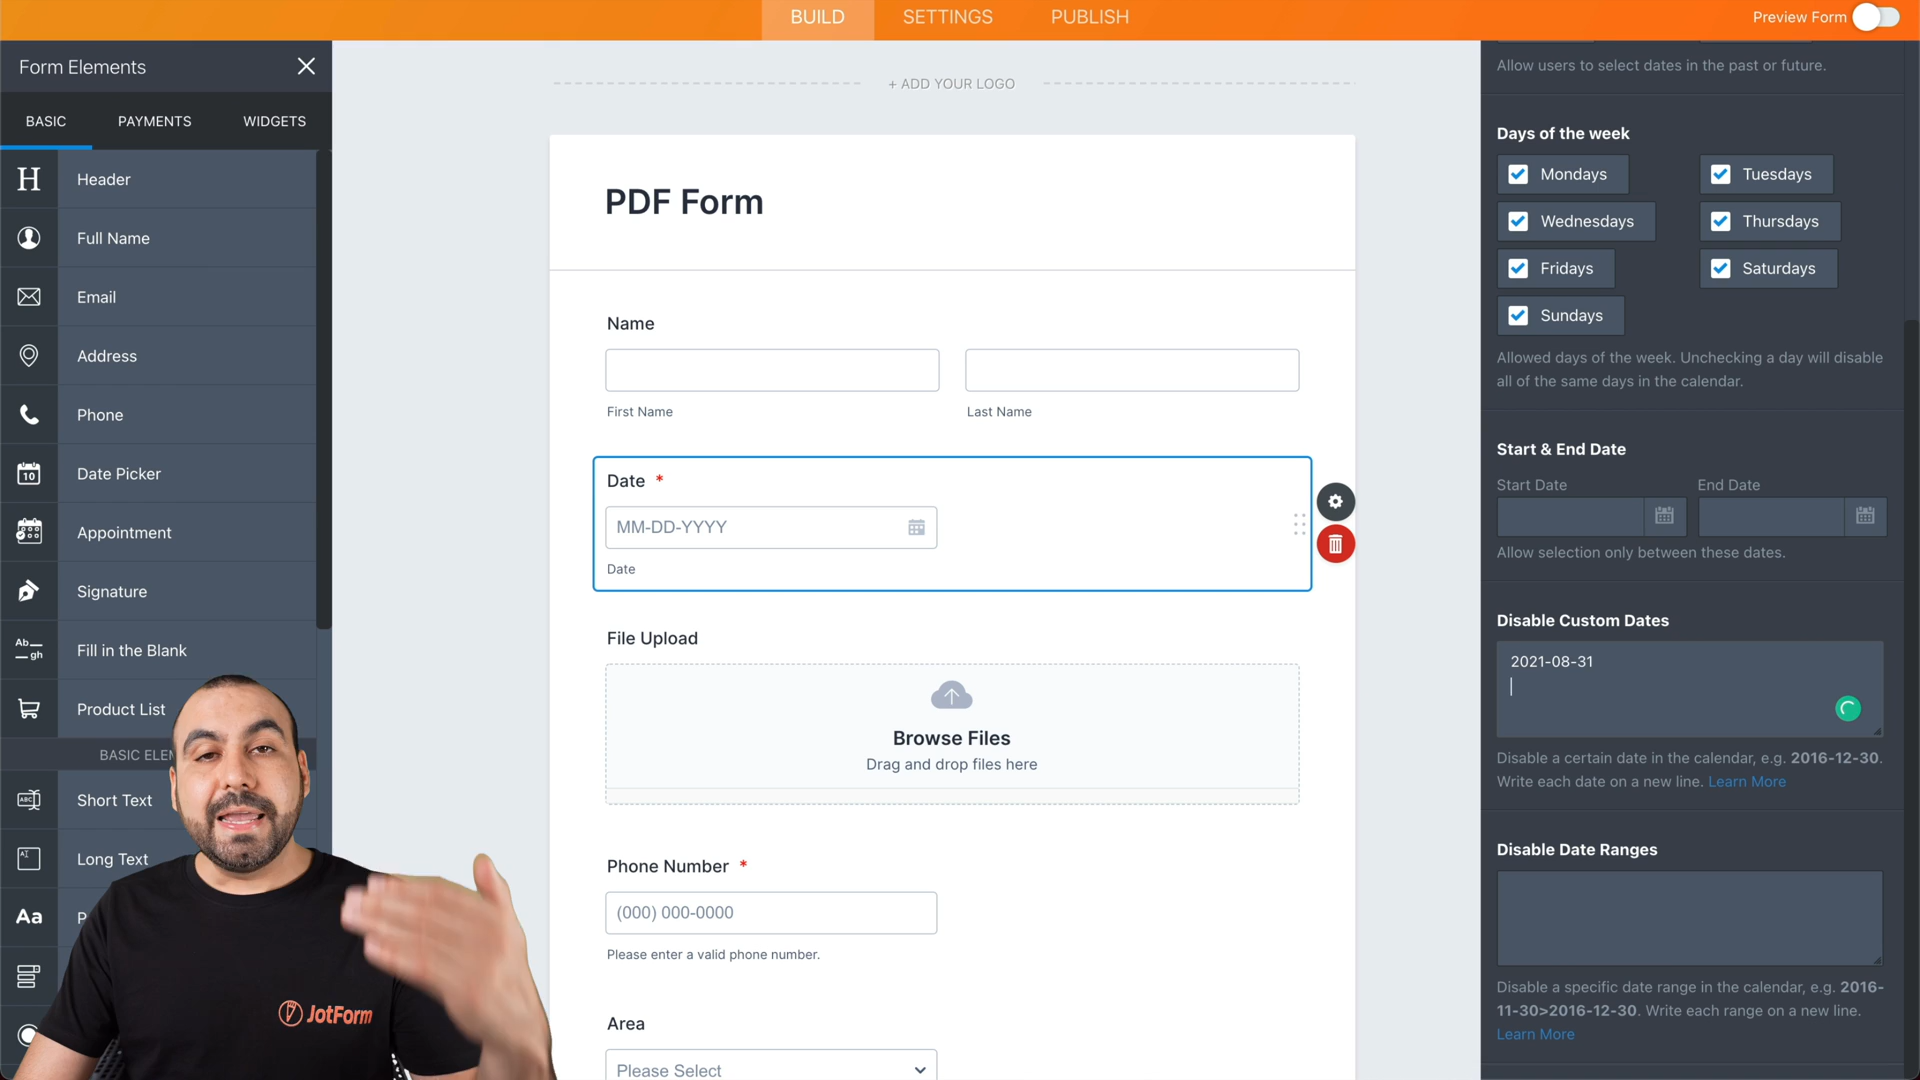 BUILD
SETTINGS
PUBLISH
Preview Form
Form Elements
BASIC
PAYMENTS
WIDGETS
H
Header
Full Name
Email
Address
Phone
10
Date Picker
Appointment
Signature
Ab
gh
Fill in the Blank
Product List
BASIC ELEM
ABC
Short Text
AI
Long Text
Aa
P
JotForm
+ ADD YOUR LOGO
PDF Form
Name
First Name
Last Name
Date *
MM-DD-YYYY
Date
File Upload
Browse Files
Drag and drop files here
Phone Number *
(000) 000-0000
Please enter a valid phone number.
Area
Please Select
Allow users to select dates in the past or future.
Days of the week
Mondays
Tuesdays
Wednesdays
Thursdays
Fridays
Saturdays
Sundays
Allowed days of the week. Unchecking a day will disable
all of the same days in the calendar.
Start & End Date
Start Date
End Date
Allow selection only between these dates.
Disable Custom Dates
2021-08-31
Disable a certain date in the calendar, e.g. 2016-12-30.
Write each date on a new line. Learn More
Disable Date Ranges
Disable a specific date range in the calendar, e.g. 2016-
11-30>2016-12-30. Write each range on a new line.
Learn More